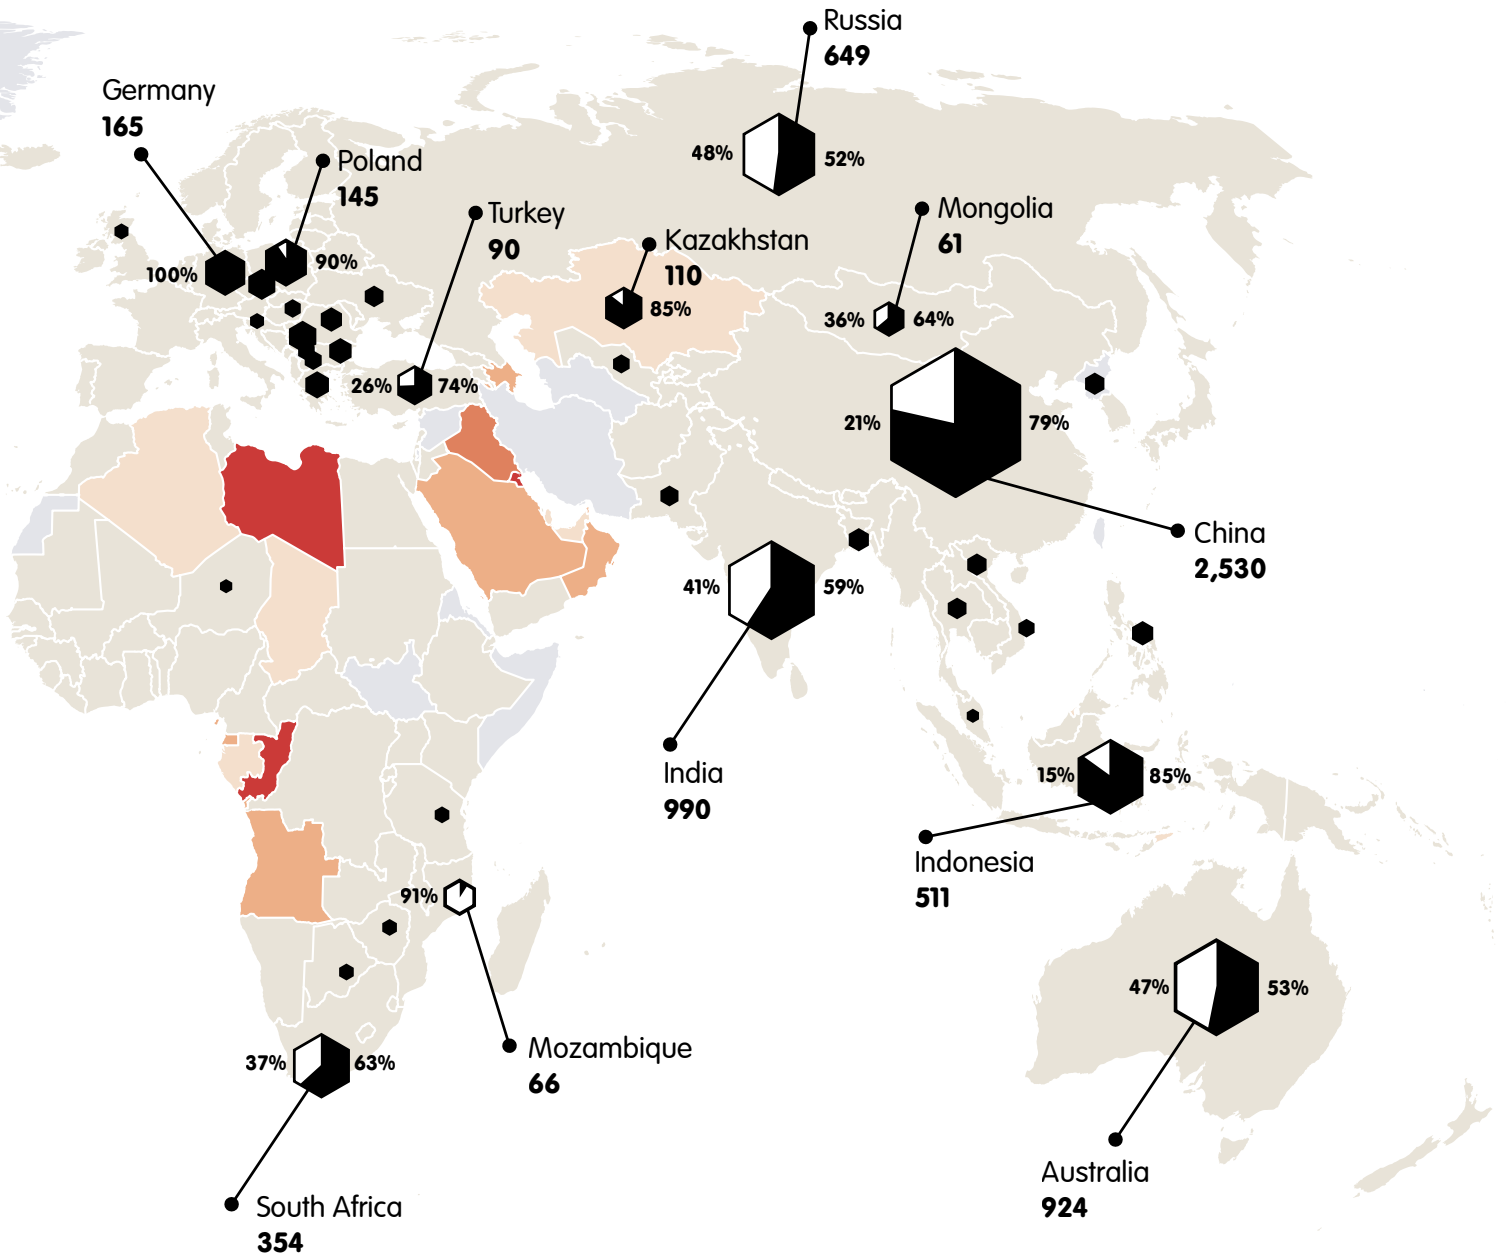 Russia
649
Germany
165
48%
52%
Poland
145
Turkey
90
Mongolia
61
Kazakhstan
110
100%
90%
85%
36%
64%
26%
74%
21%
79%
China
2,530
41%
59%
India
990
15%
85%
Indonesia
511
91%
47%
53%
Mozambique
66
37%
63%
Australia
924
South Africa
354